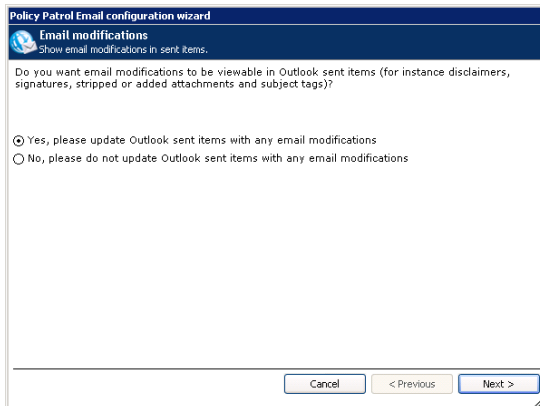 Policy Patrol Email configuration wizard
Email modifications
Show email modifications in sent items.
Do you want email modifications to be viewable in Outlook sent items (for instance disclaimers,
signatures, stripped or added attachments and subject tags)?
Yes, please update Outlook sent items with any email modifications
No, please do not update Outlook sent items with any email modifications
Cancel
< Previous
Next >